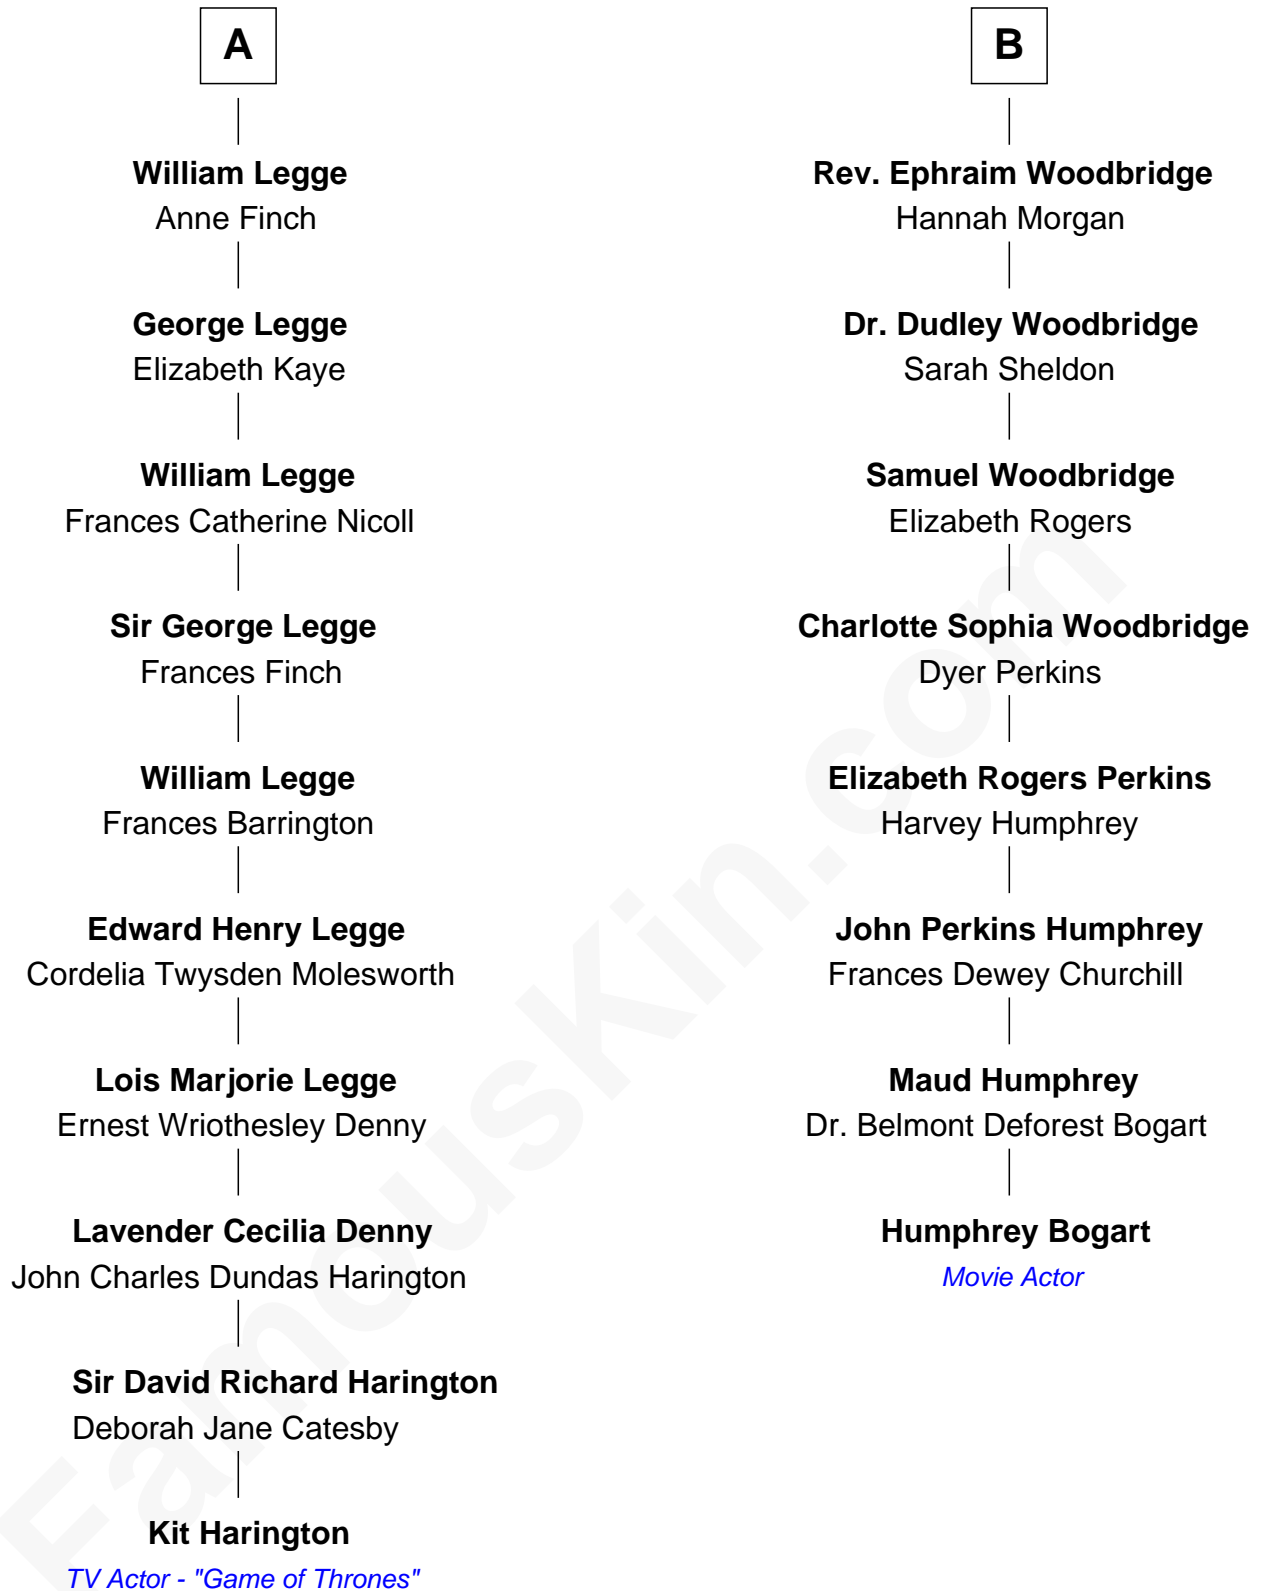 A
William Legge
Anne Finch
George Legge
Elizabeth Kaye
William Legge
Frances Catherine Nicoll
Sir George Legge
Frances Finch
William Legge
Frances Barrington
Edward Henry Legge
Cordelia Twysden Molesworth
Lois Marjorie Legge
Ernest Wriothesley Denny
Lavender Cecilia Denny
John Charles Dundas Harington
Sir David Richard Harington
Deborah Jane Catesby
Kit Harington
TV Actor - "Game of Thrones"
B
Rev. Ephraim Woodbridge
Hannah Morgan
Dr. Dudley Woodbridge
Sarah Sheldon
Samuel Woodbridge
Elizabeth Rogers
Charlotte Sophia Woodbridge
Dyer Perkins
Elizabeth Rogers Perkins
Harvey Humphrey
John Perkins Humphrey
Frances Dewey Churchill
Maud Humphrey
Dr. Belmont Deforest Bogart
Humphrey Bogart
Movie Actor
FamousKin.com